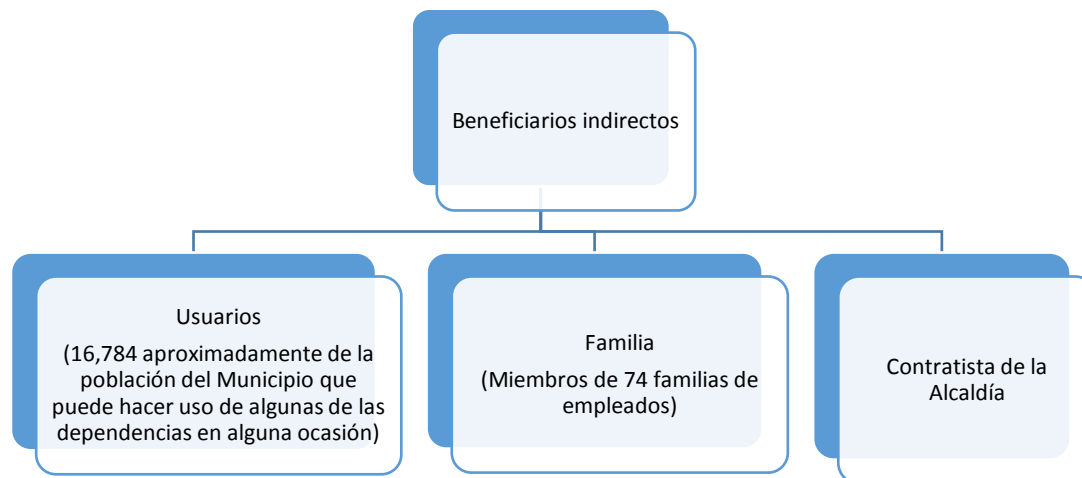 Beneficiarios indirectos
Usuarios
(16,784 aproximadamente de la
población del Municipio que
puede hacer uso de algunas de las
dependencias en alguna ocasión)
Familia
(Miembros de 74 familias de
empleados)
Contratista de la
Alcaldía